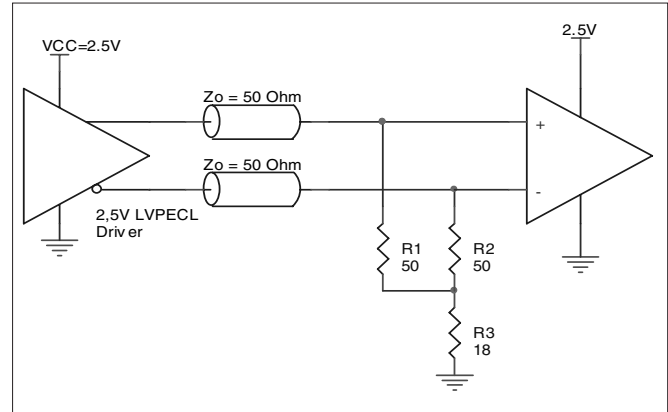 VCC=2.5V
2.5V
Zo = 50 Ohm
+
Zo = 50 Ohm
-
2,5V LVPECL
Driver
R1
50
R2
50
R3
18